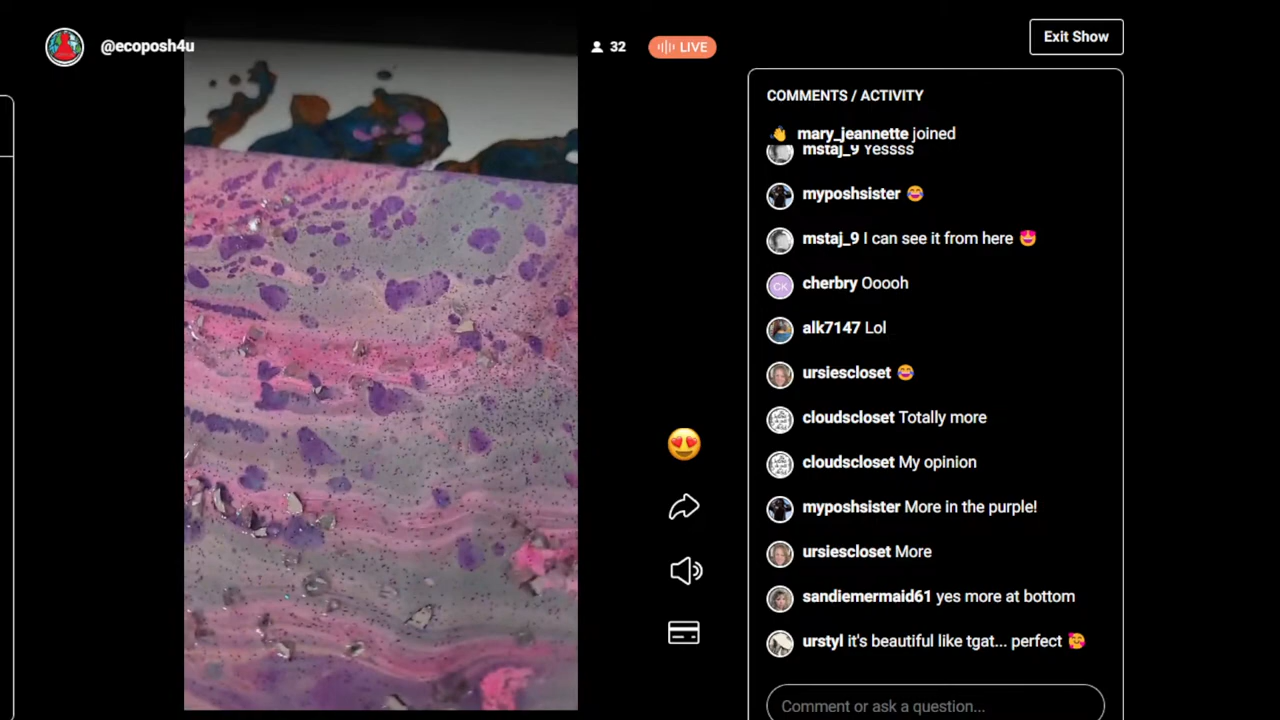 @ecoposh4u
32
LIVE
Exit Show
COMMENTS / ACTIVITY
mary_jeannette joined
mstaj_9 Yessss
myposhsister 😂
mstaj_9 I can see it from here 😍
CK
cherbry Ooooh
alk7147 Lol
ursiescloset 😂
cloudscloset Totally more
cloudscloset My opinion
myposhsister More in the purple!
ursiescloset More
sandiemermaid61 yes more at bottom
urstyl it's beautiful like tgat... perfect 🥰
Comment or ask a question...